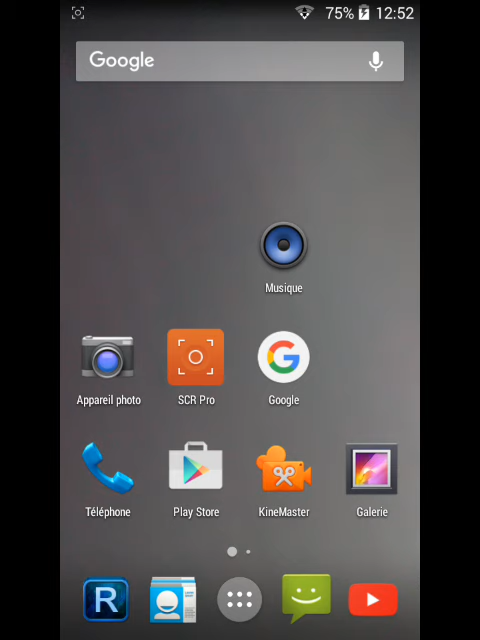 75% 12:52
Google
Musique
Appareil photo SCR Pro Google
Téléphone Play Store KineMaster Galerie
R